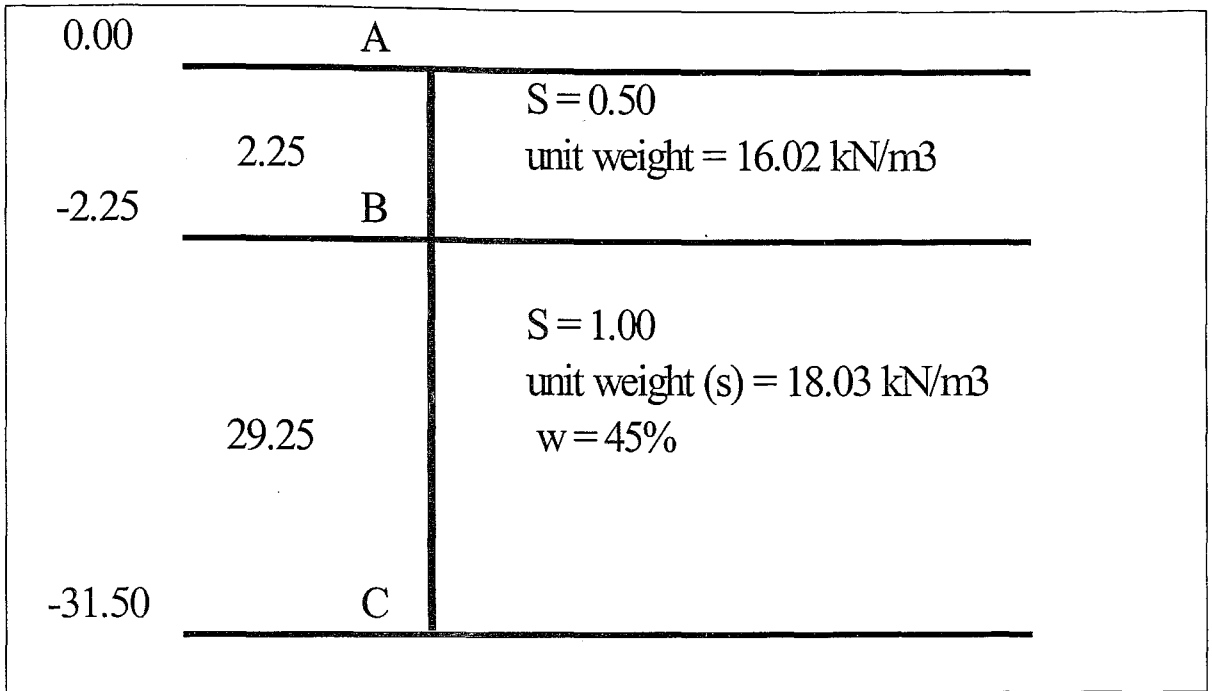 0.00 A
S = 0.50
2.25 unit weight = 16.02 kN/m3
-2.25 B
S = 1.00
unit weight (s) = 18.03 kN/m3
29.25 w = 45%
-31.50 C